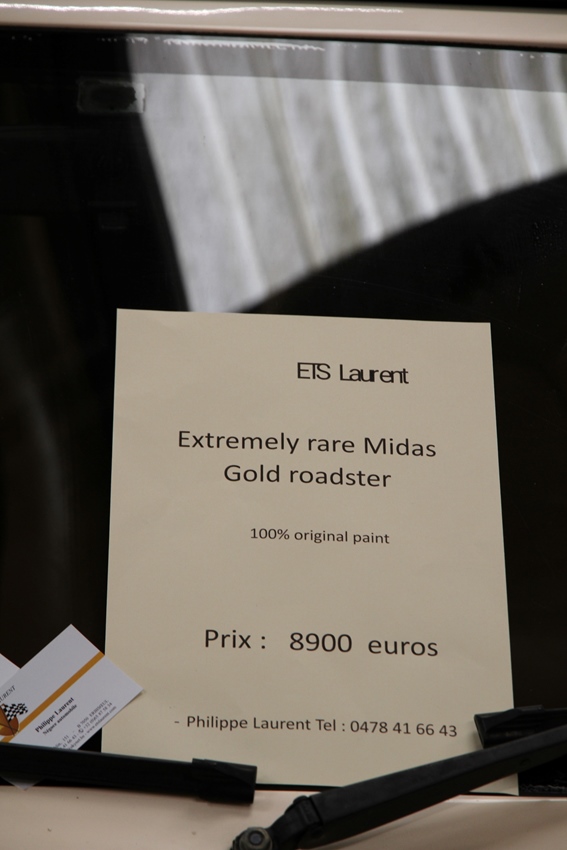 ETS Laurent
Extremely rare Midas
Gold roadster
100% original paint
Prix : 8900 euros
- Philippe Laurent Tel : 0478 41 66 43
Philippe Laurent